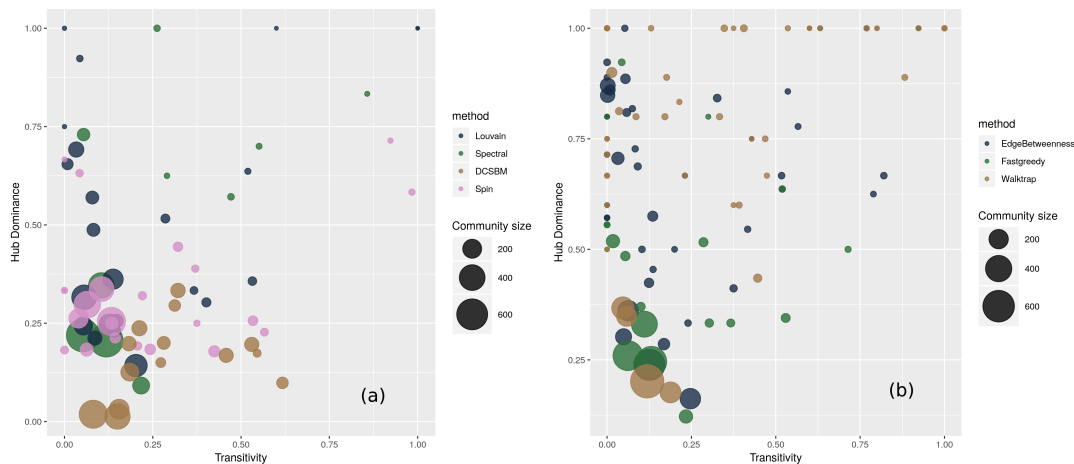 1.00
0.75
0.50
0.25
0.00
Hub Dominance
0.00 0.25 0.50 0.75 1.00
Transitivity
(a)
method
Louvain
Spectral
DCSBM
Spin
Community size
200
400
600
1.00
0.75
0.50
0.25
Hub Dominance
0.00 0.25 0.50 0.75 1.00
Transitivity
(b)
method
EdgeBetweenness
Fastgreedy
Walktrap
Community size
200
400
600